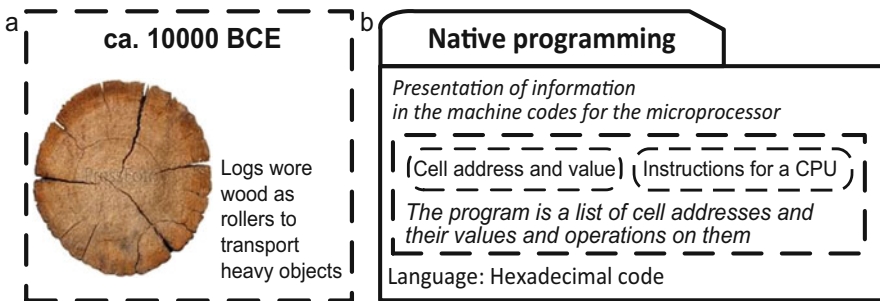 a
ca. 10000 BCE
Logs wore
wood as
rollers to
transport
heavy objects
b
Native programming
Presentation of information
in the machine codes for the microprocessor
Cell address and value
Instructions for a CPU
The program is a list of cell addresses and
their values and operations on them
Language: Hexadecimal code